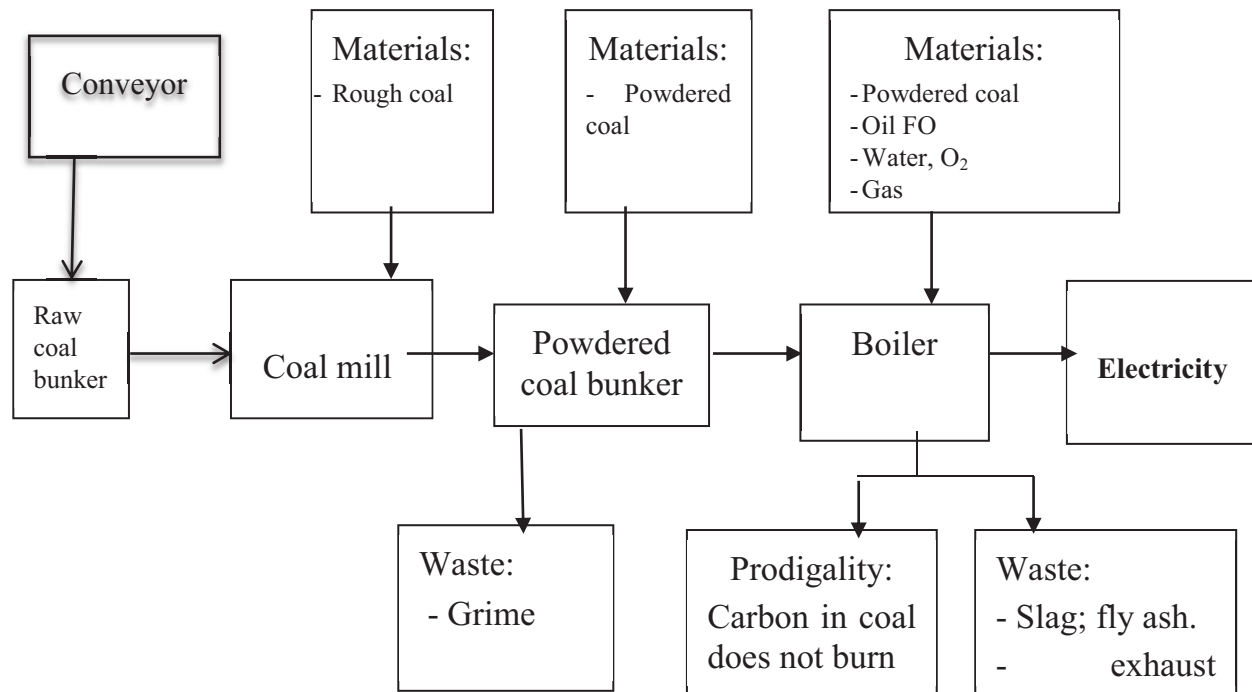 Conveyor
Materials:
- Rough coal
Materials:
- Powdered
coal
Materials:
- Powdered coal
- Oil FO
- Water, O₂
- Gas
Raw
coal
bunker
Coal mill
Powdered
coal bunker
Boiler
Electricity
Waste:
- Grime
Prodigality:
Carbon in coal
does not burn
Waste:
- Slag; fly ash.
- exhaust